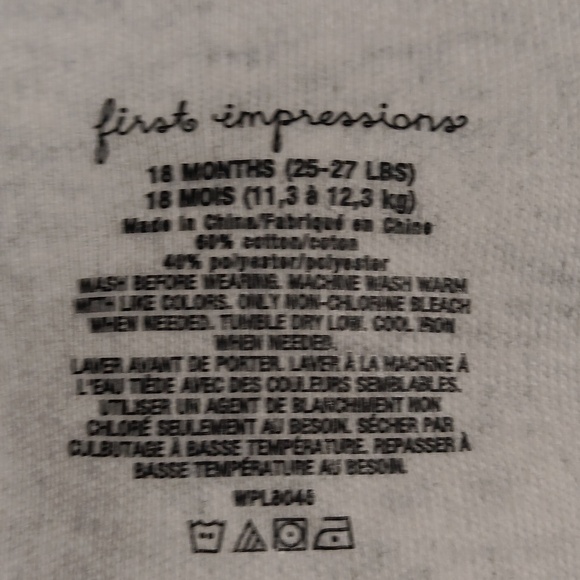 first impressions
18 MONTHS (25-27 LBS)
18 MOIS (11,3 à 12,3 kg)
Made in China/Fabriqué en Chine
60% cotton/coton
40% polyester/polyester
WASH BEFORE WEARING. MACHINE WASH WARM
WITH LIKE COLORS. ONLY NON-CHLORINE BLEACH
WHEN NEEDED. TUMBLE DRY LOW. COOL IRON
WHEN NEEDED.
LAVER AVANT DE PORTER. LAVER À LA MACHINE À
L'EAU TIÈDE AVEC DES COULEURS SEMBLABLES.
UTILISER UN AGENT DE BLANCHIMENT NON
CHLORÉ SEULEMENT AU BESOIN. SÉCHER PAR
CULBUTAGE À BASSE TEMPÉRATURE. REPASSER À
BASSE TEMPÉRATURE AU BESOIN.